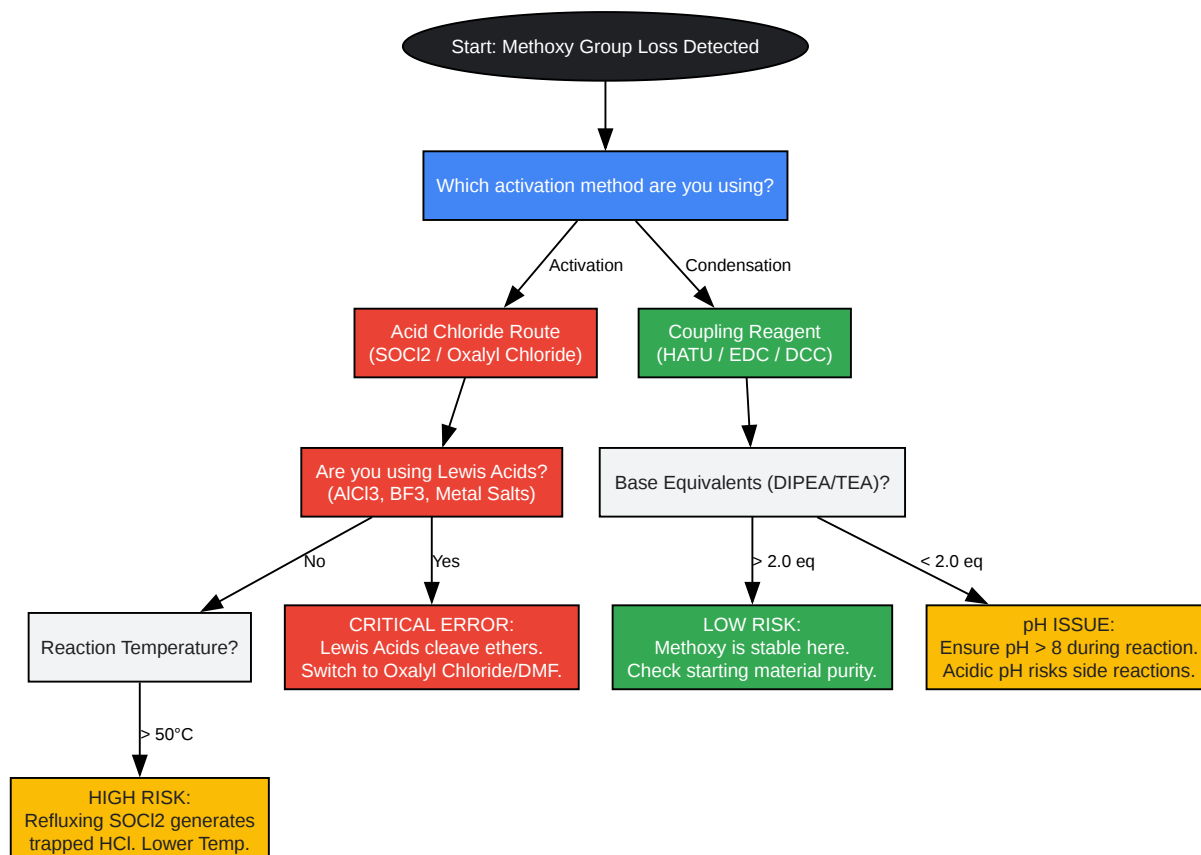 Start: Methoxy Group Loss Detected
Which activation method are you using?
Activation
Condensation
Acid Chloride Route
(SOCl2 / Oxalyl Chloride)
Coupling Reagent
(HATU / EDC / DCC)
Are you using Lewis Acids?
(AlCl3, BF3, Metal Salts)
Base Equivalents (DIPEA/TEA)?
No
Yes
> 2.0 eq
< 2.0 eq
Reaction Temperature?
CRITICAL ERROR:
Lewis Acids cleave ethers.
Switch to Oxalyl Chloride/DMF.
LOW RISK:
Methoxy is stable here.
Check starting material purity.
pH ISSUE:
Ensure pH > 8 during reaction.
Acidic pH risks side reactions.
> 50°C
HIGH RISK:
Refluxing SOCl2 generates
trapped HCl. Lower Temp.